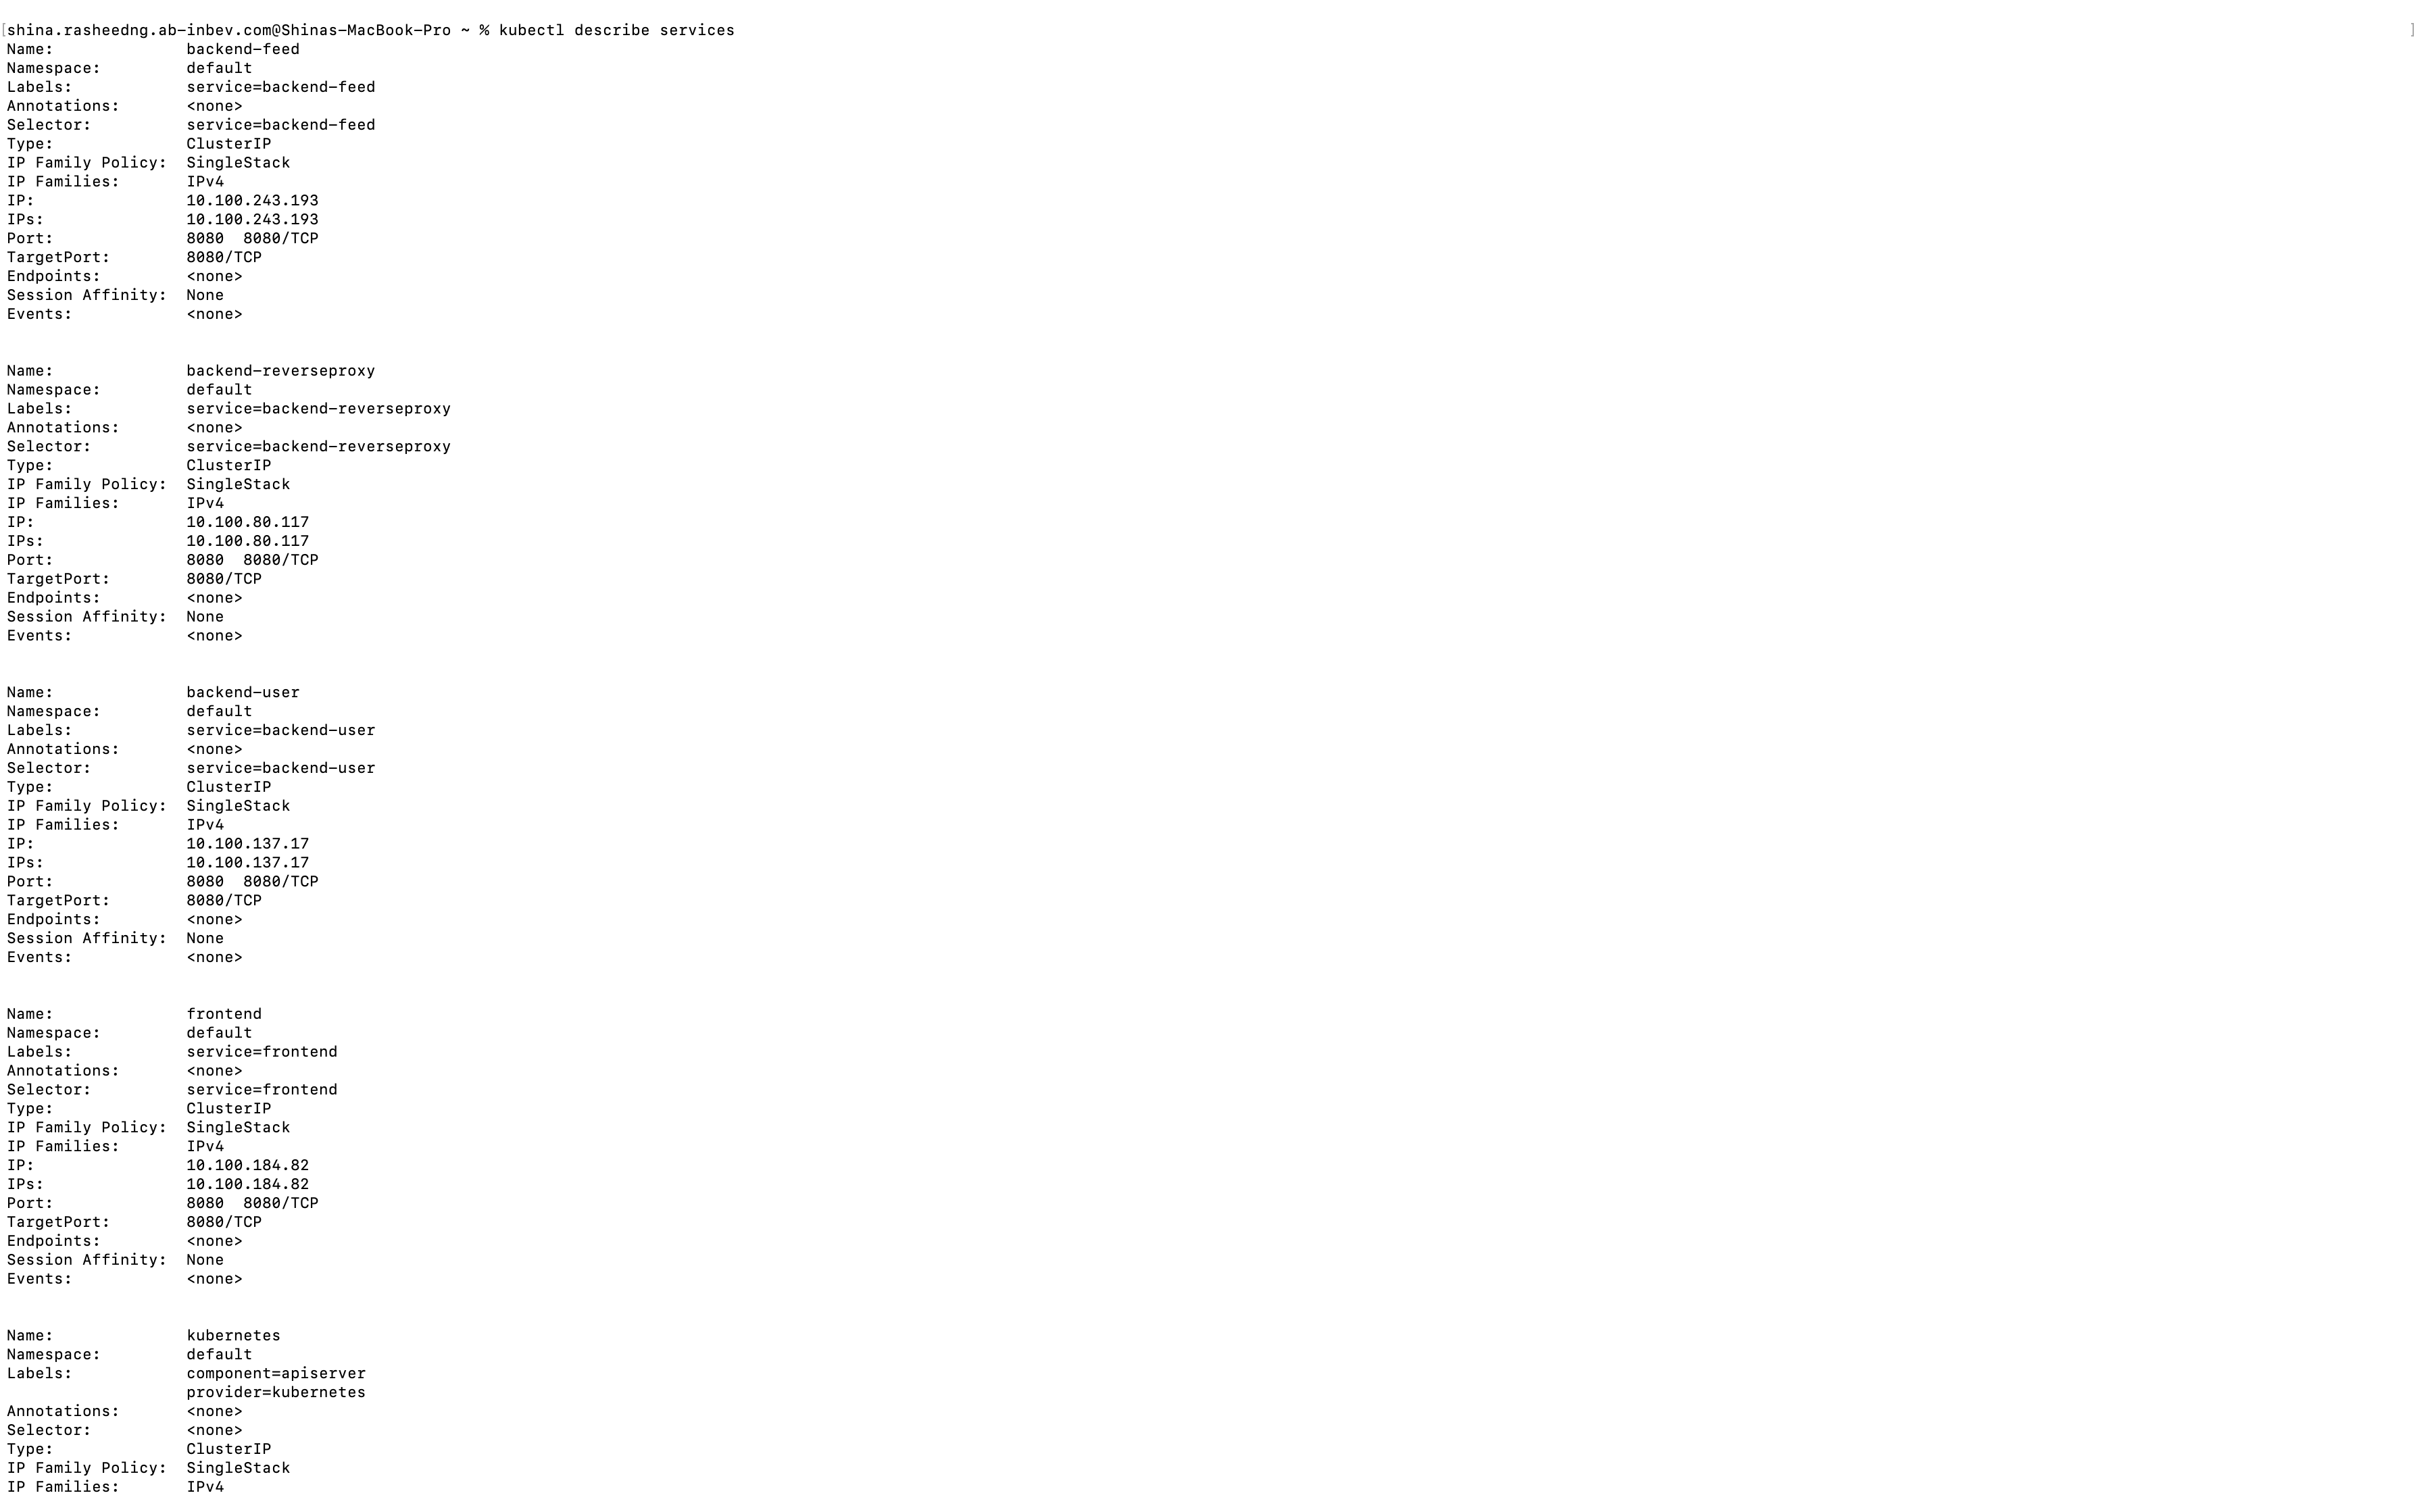 [shina.rasheedng.ab-inbev.com@Shinas-MacBook-Pro ~ % kubectl describe services ]
Name:              backend-feed
Namespace:         default
Labels:            service=backend-feed
Annotations:       <none>
Selector:          service=backend-feed
Type:              ClusterIP
IP Family Policy:  SingleStack
IP Families:       IPv4
IP:                10.100.243.193
IPs:               10.100.243.193
Port:              8080  8080/TCP
TargetPort:        8080/TCP
Endpoints:         <none>
Session Affinity:  None
Events:            <none>

Name:              backend-reverseproxy
Namespace:         default
Labels:            service=backend-reverseproxy
Annotations:       <none>
Selector:          service=backend-reverseproxy
Type:              ClusterIP
IP Family Policy:  SingleStack
IP Families:       IPv4
IP:                10.100.80.117
IPs:               10.100.80.117
Port:              8080  8080/TCP
TargetPort:        8080/TCP
Endpoints:         <none>
Session Affinity:  None
Events:            <none>

Name:              backend-user
Namespace:         default
Labels:            service=backend-user
Annotations:       <none>
Selector:          service=backend-user
Type:              ClusterIP
IP Family Policy:  SingleStack
IP Families:       IPv4
IP:                10.100.137.17
IPs:               10.100.137.17
Port:              8080  8080/TCP
TargetPort:        8080/TCP
Endpoints:         <none>
Session Affinity:  None
Events:            <none>

Name:              frontend
Namespace:         default
Labels:            service=frontend
Annotations:       <none>
Selector:          service=frontend
Type:              ClusterIP
IP Family Policy:  SingleStack
IP Families:       IPv4
IP:                10.100.184.82
IPs:               10.100.184.82
Port:              8080  8080/TCP
TargetPort:        8080/TCP
Endpoints:         <none>
Session Affinity:  None
Events:            <none>

Name:              kubernetes
Namespace:         default
Labels:            component=apiserver
                   provider=kubernetes
Annotations:       <none>
Selector:          <none>
Type:              ClusterIP
IP Family Policy:  SingleStack
IP Families:       IPv4